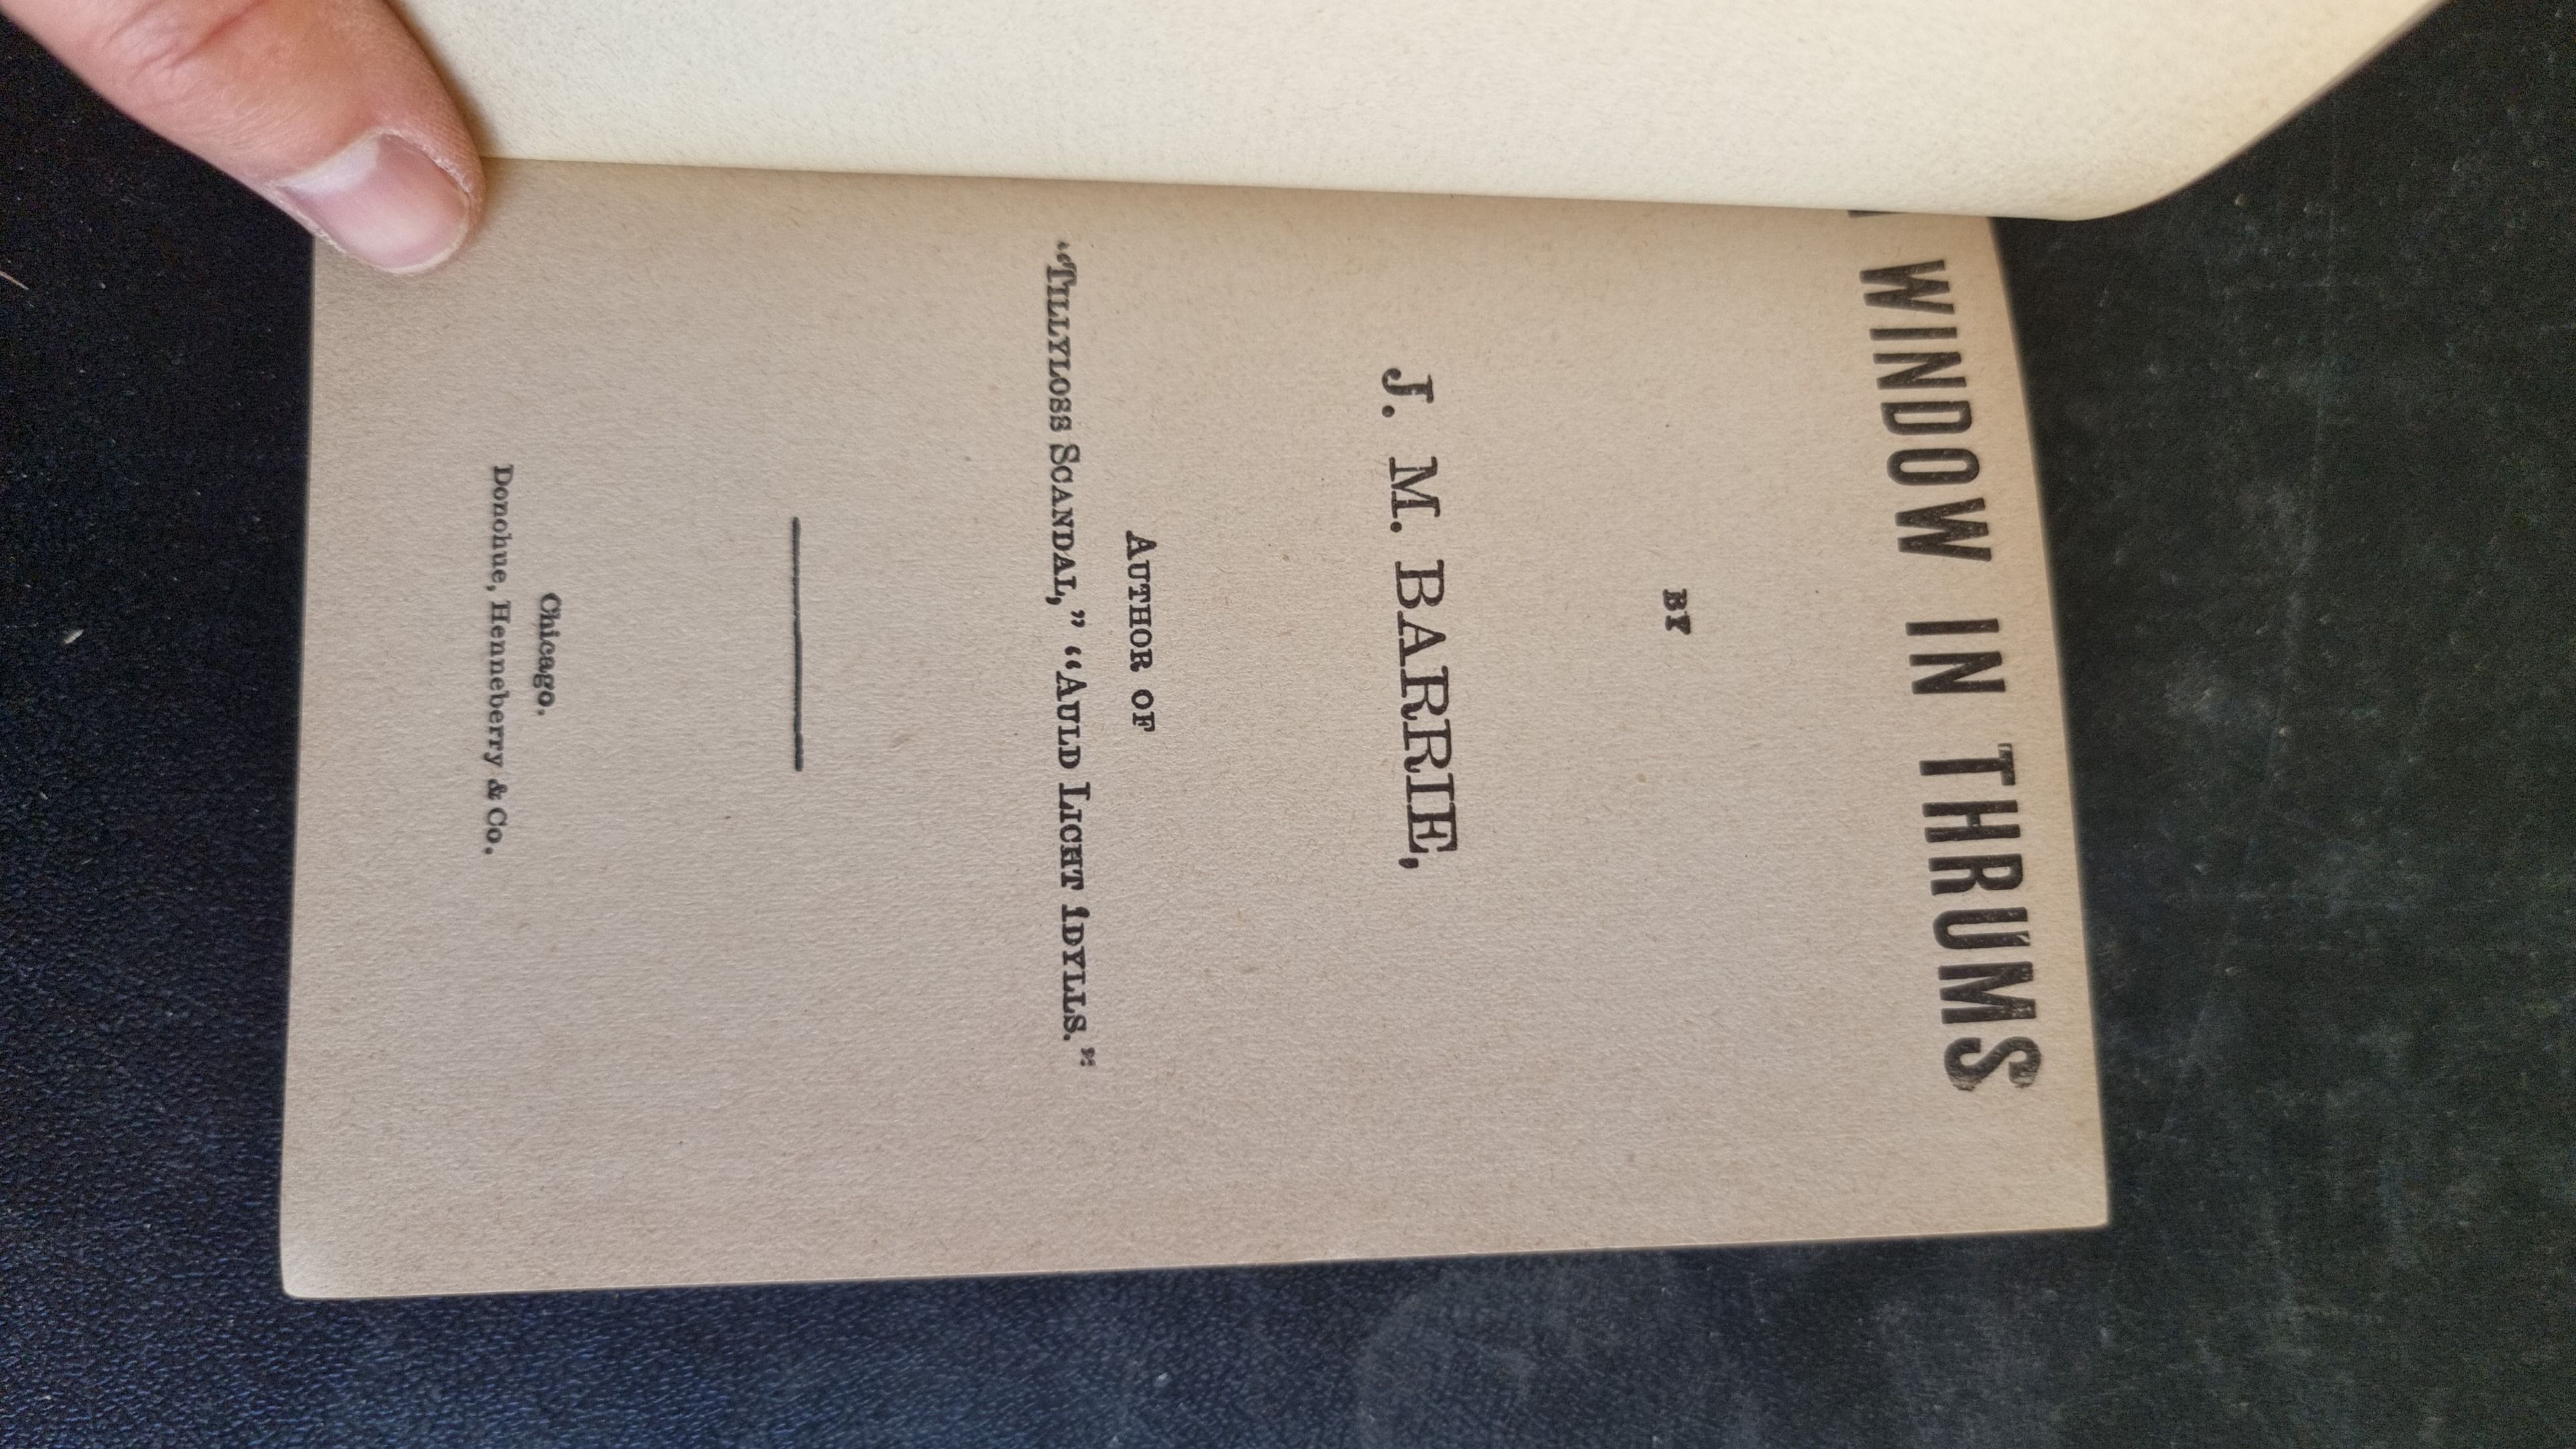 WINDOW IN THRUMS
BY
J. M. BARRIE,
AUTHOR OF
“TILLYLOSS SCANDAL,” “AULD LICHT IDYLLS.”
Chicago.
Donohue, Henneberry & Co.